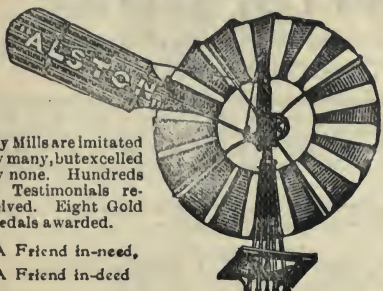 ALSTON
y Mills are imitated
y many, but excelled
y none. Hundreds
Testimonials re-
ived. Eight Gold
edals awarded.
A Friend in-need,
A Friend in-deed